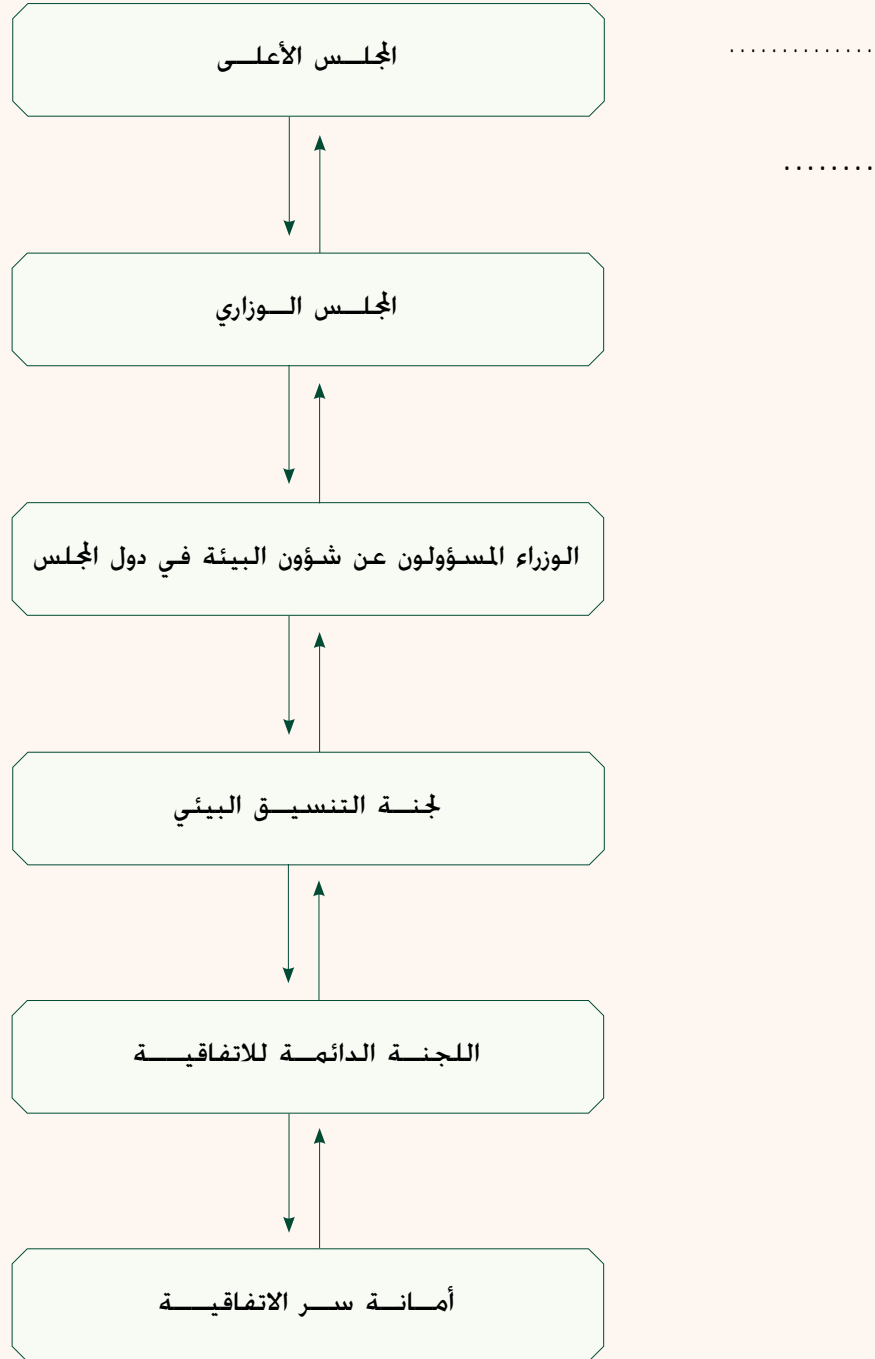 المجلس الأعلى
المجلس الوزاري
الوزراء المسؤولون عن شؤون البيئة في دول المجلس
لجنة التنسيق البيئي
اللجنة الدائمة للاتفاقية
أمانة سر الاتفاقية